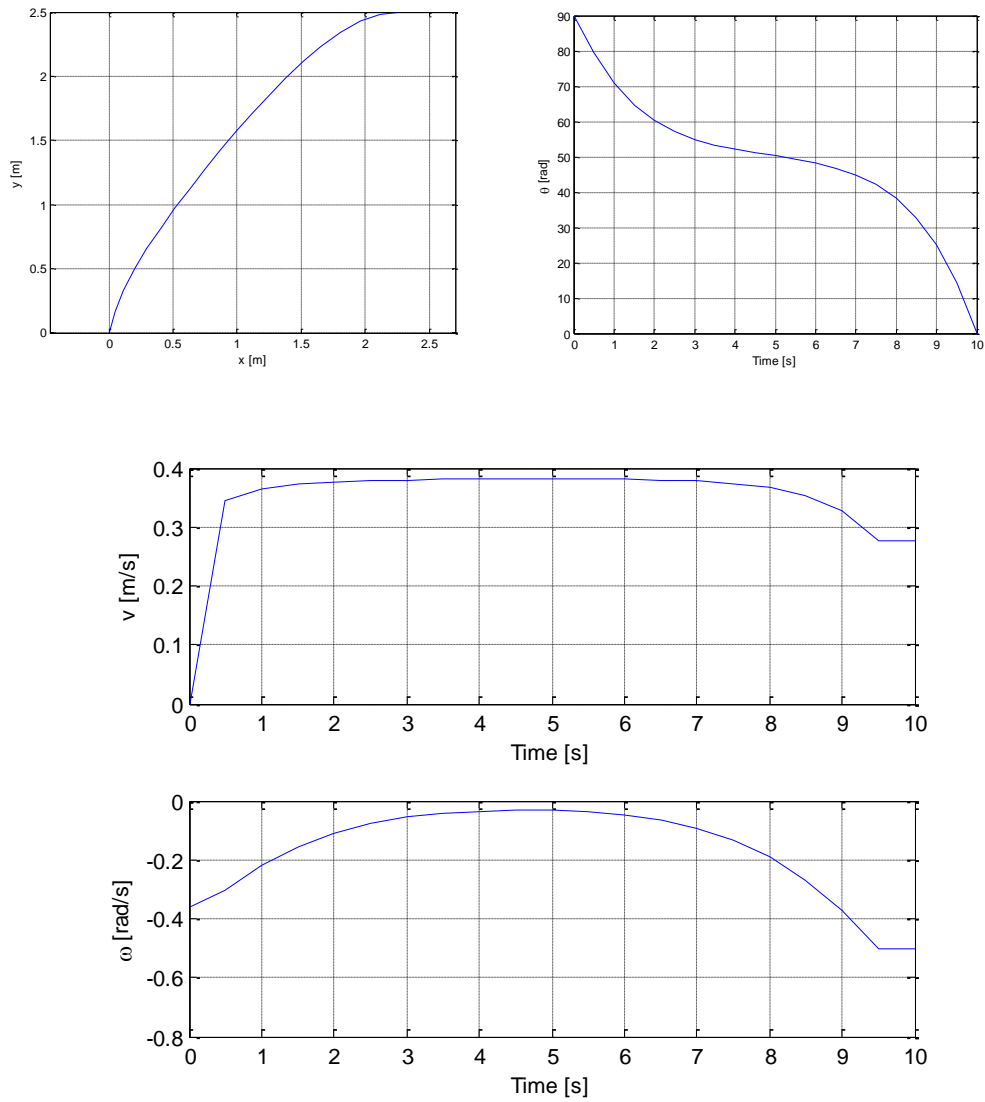 2.5
2
1.5
1
0.5
0
y [m]
0 0.5 1 1.5 2 2.5
x [m]
90
80
70
60
50
40
30
20
10
0
θ [rad]
0 1 2 3 4 5 6 7 8 9 10
Time [s]
0.4
0.3
0.2
0.1
0
v [m/s]
0 1 2 3 4 5 6 7 8 9 10
Time [s]
0
-0.2
-0.4
-0.6
-0.8
ω [rad/s]
0 1 2 3 4 5 6 7 8 9 10
Time [s]